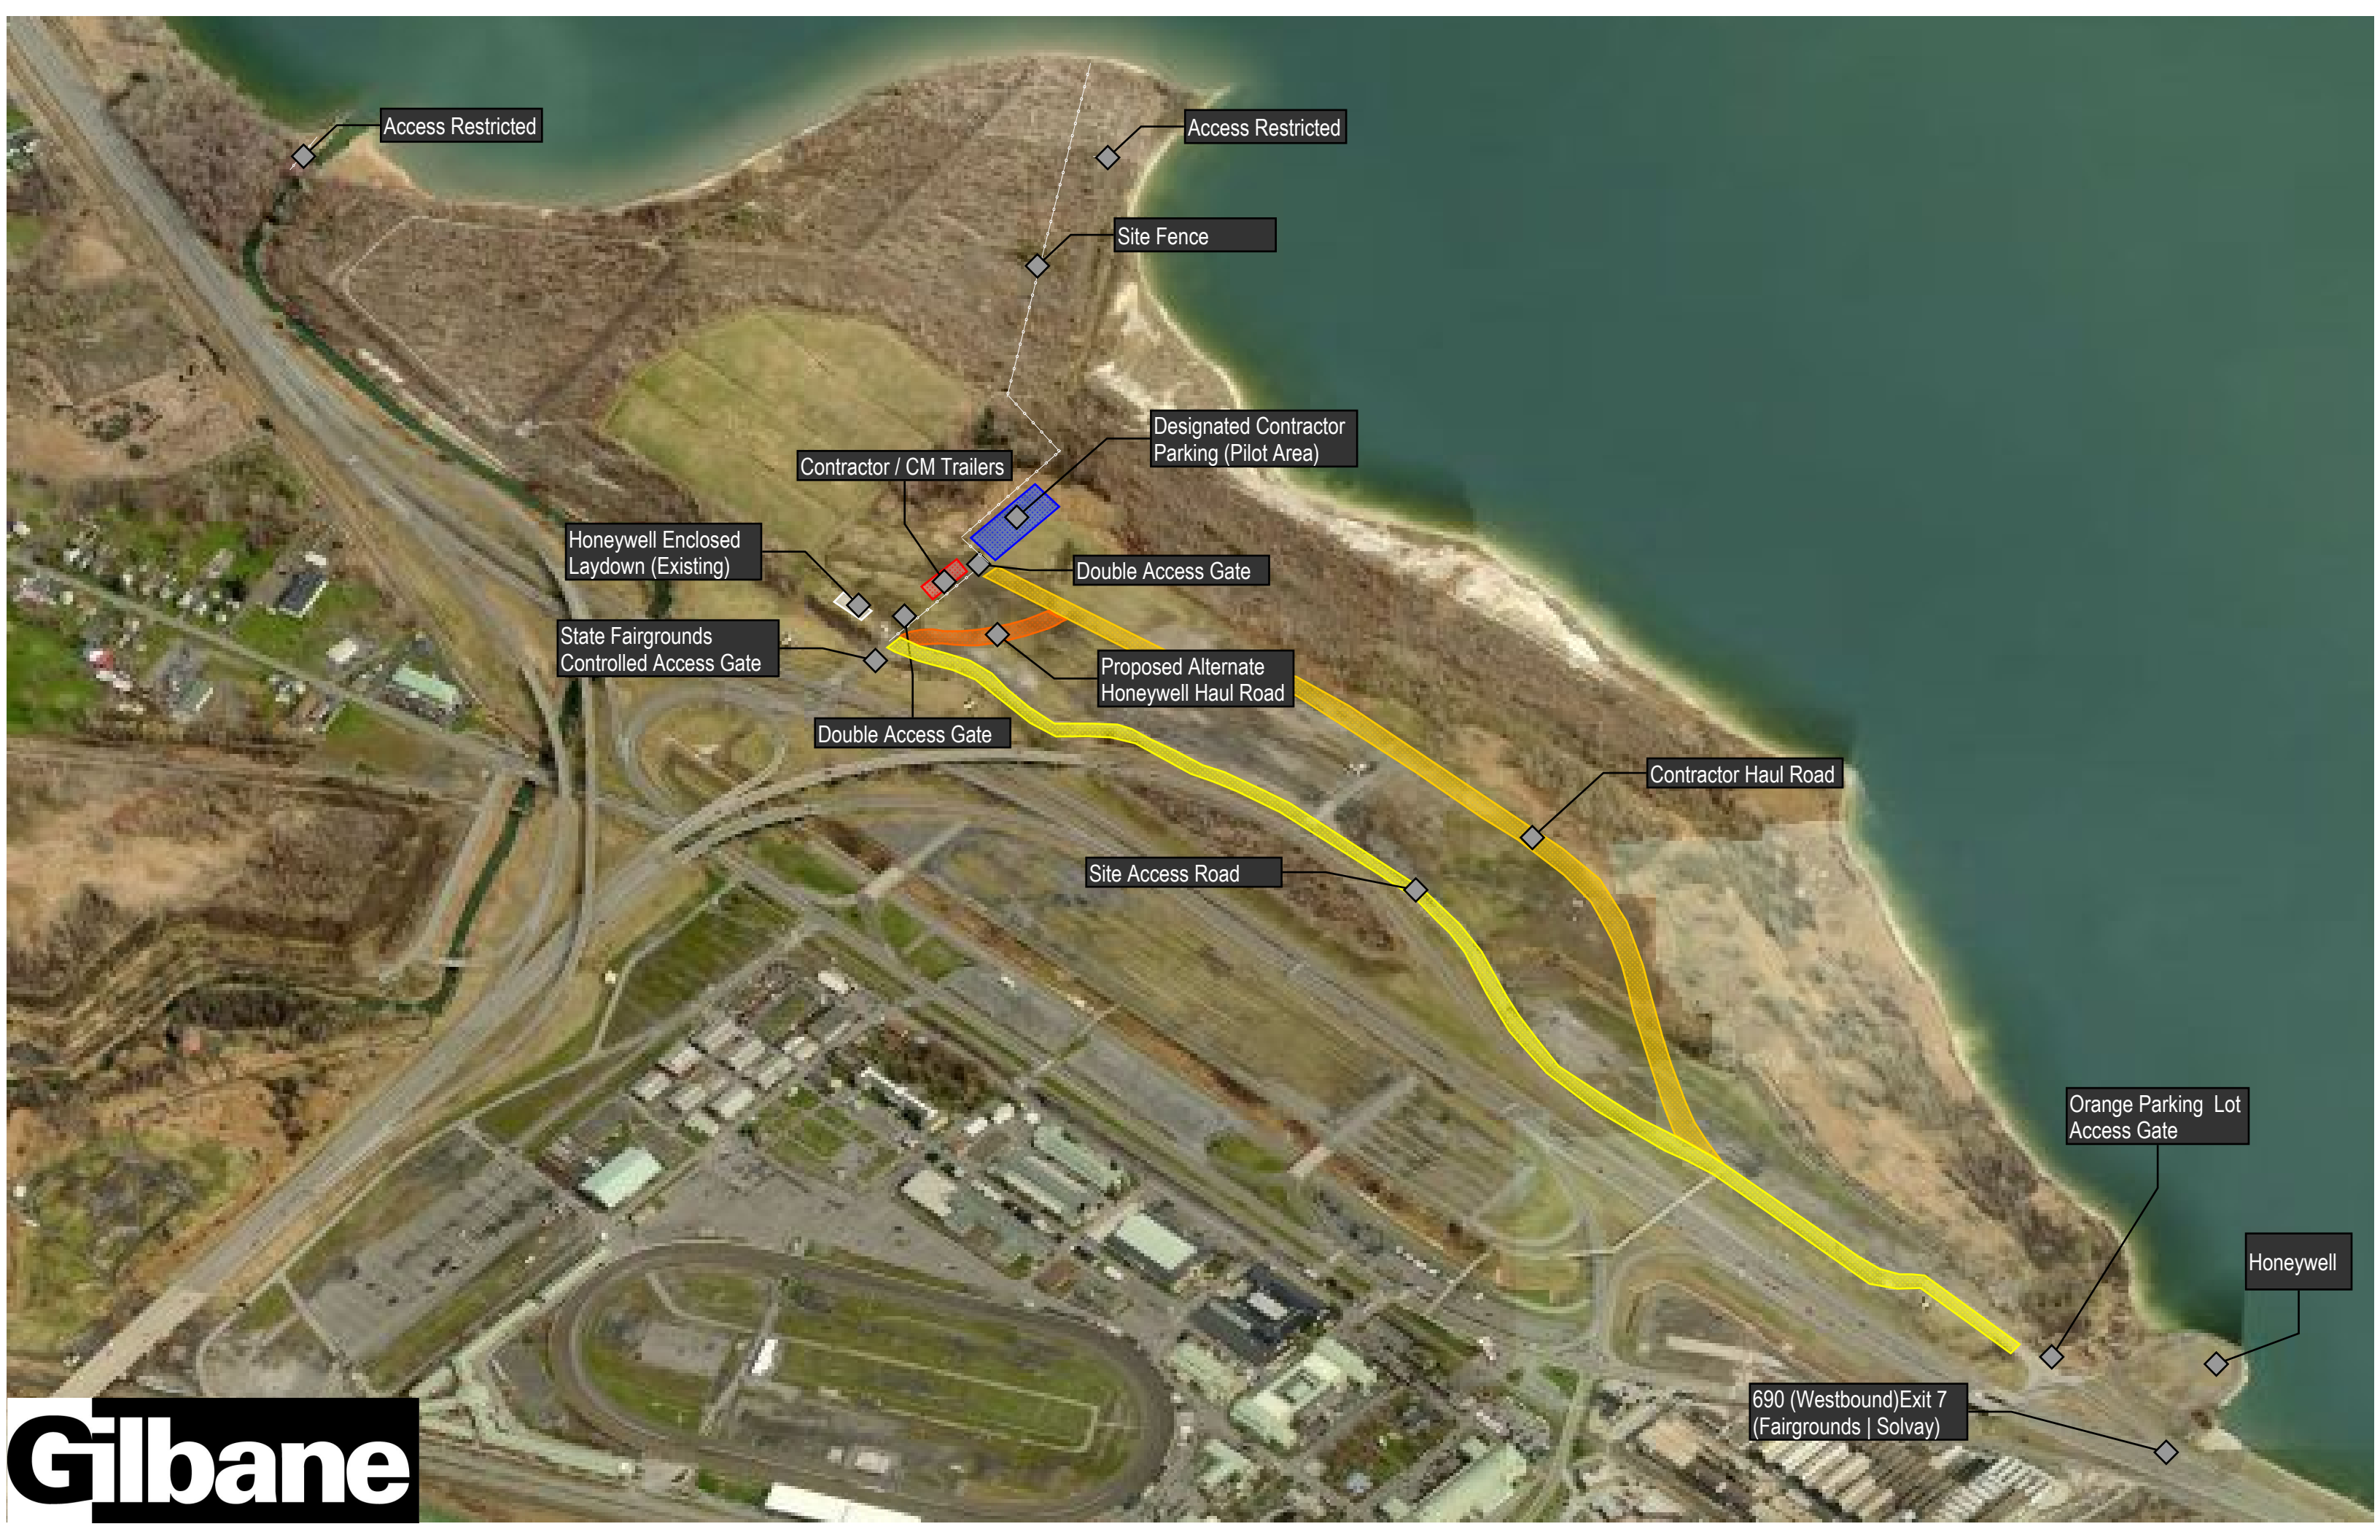 Access Restricted
Access Restricted
Site Fence
Designated Contractor
Parking (Pilot Area)
Contractor / CM Trailers
Honeywell Enclosed
Laydown (Existing)
Double Access Gate
State Fairgrounds
Controlled Access Gate
Proposed Alternate
Honeywell Haul Road
Double Access Gate
Contractor Haul Road
Site Access Road
Orange Parking Lot
Access Gate
Honeywell
690 (Westbound)Exit 7
(Fairgrounds | Solvay)
Gilbane